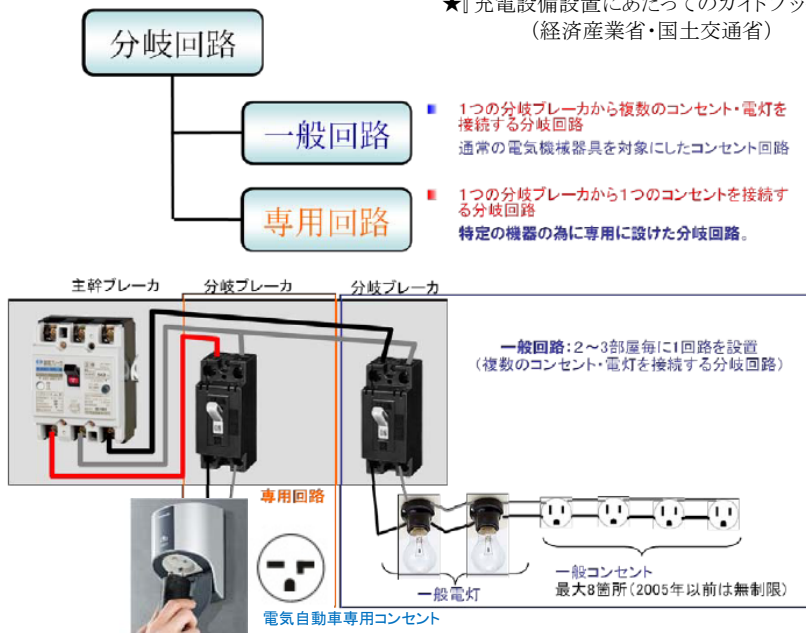 ★『充電設備設置にあたってのガイドブッ
（経済産業省・国土交通省）
分岐回路
一般回路
1つの分岐ブレーカから複数のコンセント・電灯を
接続する分岐回路
通常の電気機械器具を対象にしたコンセント回路
専用回路
1つの分岐ブレーカから1つのコンセントを接続す
る分岐回路
特定の機器の為に専用に設けた分岐回路。
主幹ブレーカ
分岐ブレーカ
分岐ブレーカ
一般回路：2～3部屋毎に1回路を設置
（複数のコンセント・電灯を接続する分岐回路）
専用回路
電気自動車専用コンセント
一般電灯
一般コンセント
最大8箇所（2005年以前は無制限）